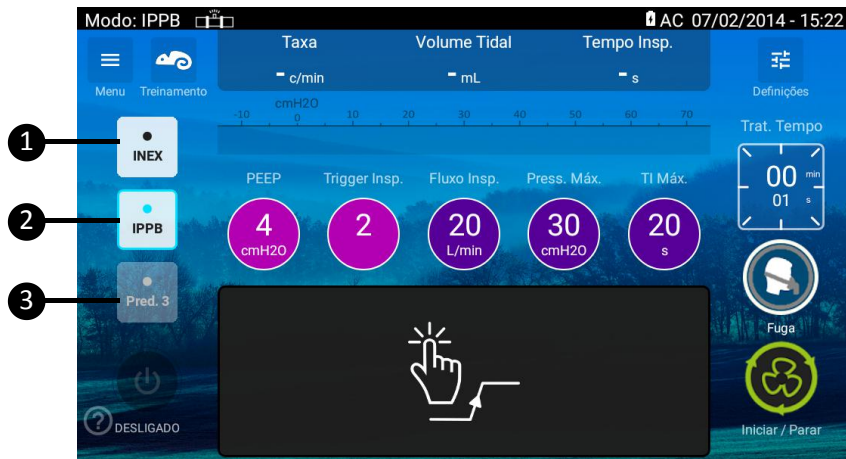 Modo: IPPB
AC 07/02/2014 - 15:22
Menu
Treinamento
Taxa
- c/min
Volume Tidal
- mL
Tempo Insp.
- s
Definições
cmH2O
-10 0 10 20 30 40 50 60 70
Trat. Tempo
00 min
01 s
1
INEX
2
IPPB
3
Pred. 3
PEEP
4
cmH2O
Trigger Insp.
2
Fluxo Insp.
20
L/min
Press. Máx.
30
cmH2O
TI Máx.
20
s
Fuga
Iniciar / Parar
?
DESLIGADO